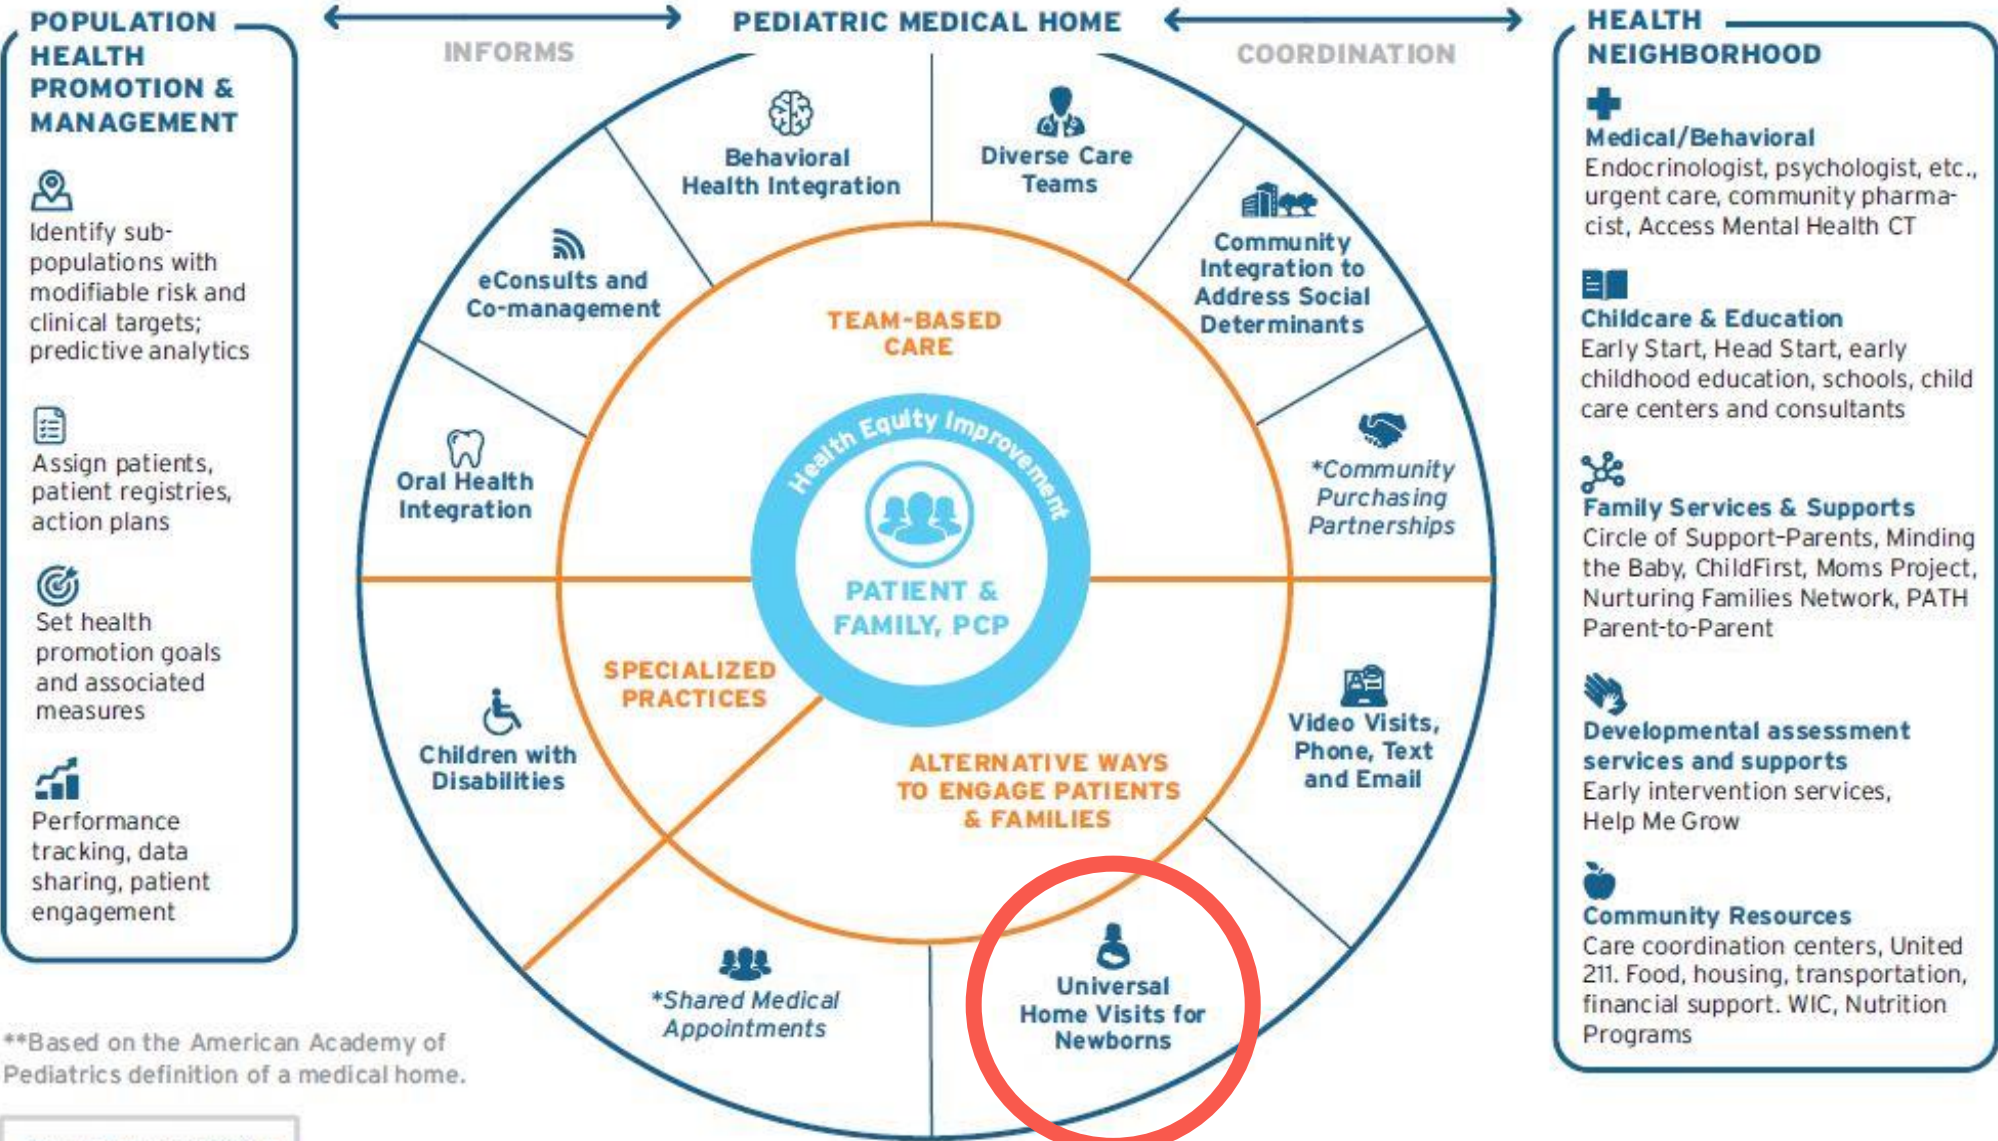 POPULATION
HEALTH
PROMOTION &
MANAGEMENT
Identify sub-
populations with
modifiable risk and
clinical targets;
predictive analytics
Assign patients,
patient registries,
action plans
Set health
promotion goals
and associated
measures
Performance
tracking, data
sharing, patient
engagement
INFORMS
PEDIATRIC MEDICAL HOME
COORDINATION
Behavioral
Health Integration
Diverse Care
Teams
eConsults and
Co-management
Community
Integration to
Address Social
Determinants
Oral Health
Integration
*Community
Purchasing
Partnerships
TEAM-BASED
CARE
Health Equity Improvement
PATIENT &
FAMILY, PCP
SPECIALIZED
PRACTICES
Children with
Disabilities
ALTERNATIVE WAYS
TO ENGAGE PATIENTS
& FAMILIES
Video Visits,
Phone, Text
and Email
*Shared Medical
Appointments
Universal
Home Visits for
Newborns
HEALTH
NEIGHBORHOOD
Medical/Behavioral
Endocrinologist, psychologist, etc.,
urgent care, community pharma-
cist, Access Mental Health CT
Childcare & Education
Early Start, Head Start, early
childhood education, schools, child
care centers and consultants
Family Services & Supports
Circle of Support-Parents, Minding
the Baby, ChildFirst, Moms Project,
Nurturing Families Network, PATH
Parent-to-Parent
Developmental assessment
services and supports
Early intervention services,
Help Me Grow
Community Resources
Care coordination centers, United
211. Food, housing, transportation,
financial support. WIC, Nutrition
Programs
**Based on the American Academy of
Pediatrics definition of a medical home.